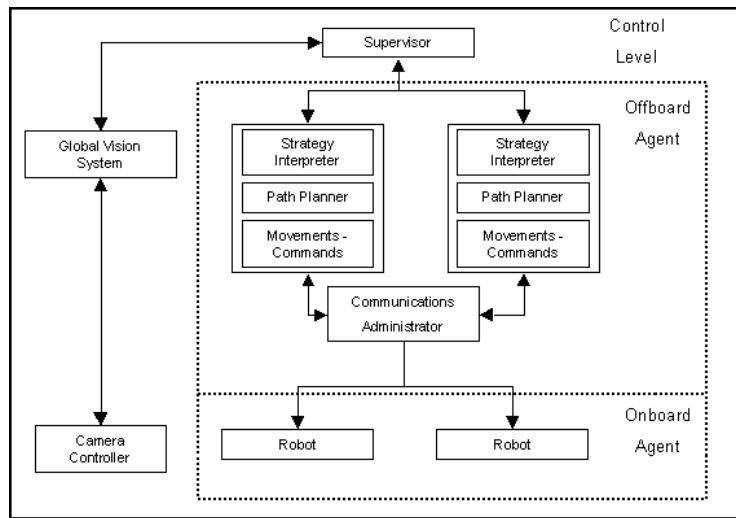 Control
Level
Supervisor
Offboard
Agent
Global Vision
System
Strategy
Interpreter
Path Planner
Movements -
Commands
Strategy
Interpreter
Path Planner
Movements -
Commands
Communications
Administrator
Onboard
Agent
Camera
Controller
Robot
Robot